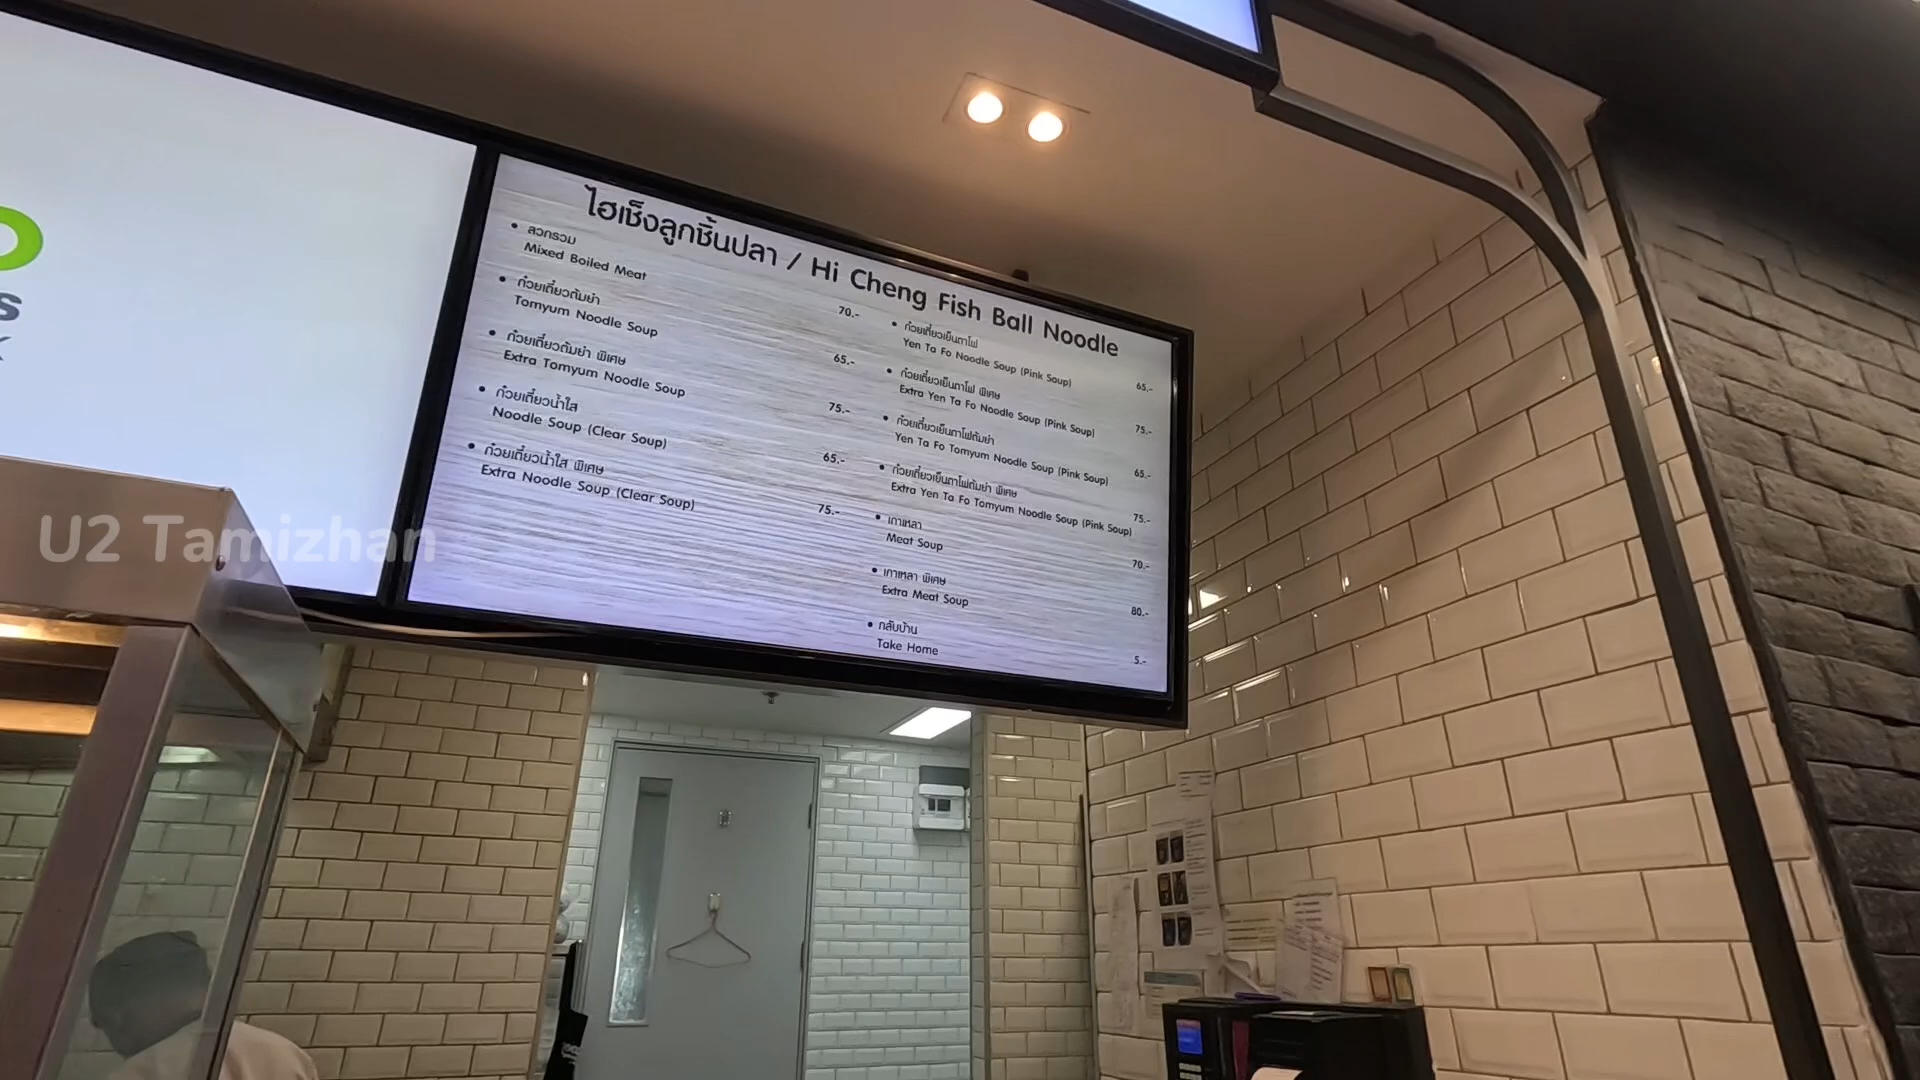 ไฮเช็งลูกชิ้นปลา / Hi Cheng Fish Ball Noodle
• ลวกรวม
Mixed Boiled Meat 70.-
• ก๋วยเตี๋ยวต้มยำ
Tomyum Noodle Soup 65.-
• ก๋วยเตี๋ยวต้มยำ พิเศษ
Extra Tomyum Noodle Soup 75.-
• ก๋วยเตี๋ยวน้ำใส
Noodle Soup (Clear Soup) 65.-
• ก๋วยเตี๋ยวน้ำใส พิเศษ
Extra Noodle Soup (Clear Soup) 75.-
• ก๋วยเตี๋ยวเย็นตาโฟ
Yen Ta Fo Noodle Soup (Pink Soup) 65.-
• ก๋วยเตี๋ยวเย็นตาโฟ พิเศษ
Extra Yen Ta Fo Noodle Soup (Pink Soup) 75.-
• ก๋วยเตี๋ยวเย็นตาโฟต้มยำ
Yen Ta Fo Tomyum Noodle Soup (Pink Soup) 65.-
• ก๋วยเตี๋ยวเย็นตาโฟต้มยำ พิเศษ
Extra Yen Ta Fo Tomyum Noodle Soup (Pink Soup) 75.-
• เกาเหลา
Meat Soup 70.-
• เกาเหลา พิเศษ
Extra Meat Soup 80.-
• กลับบ้าน
Take Home 5.-
U2 Tamizhan